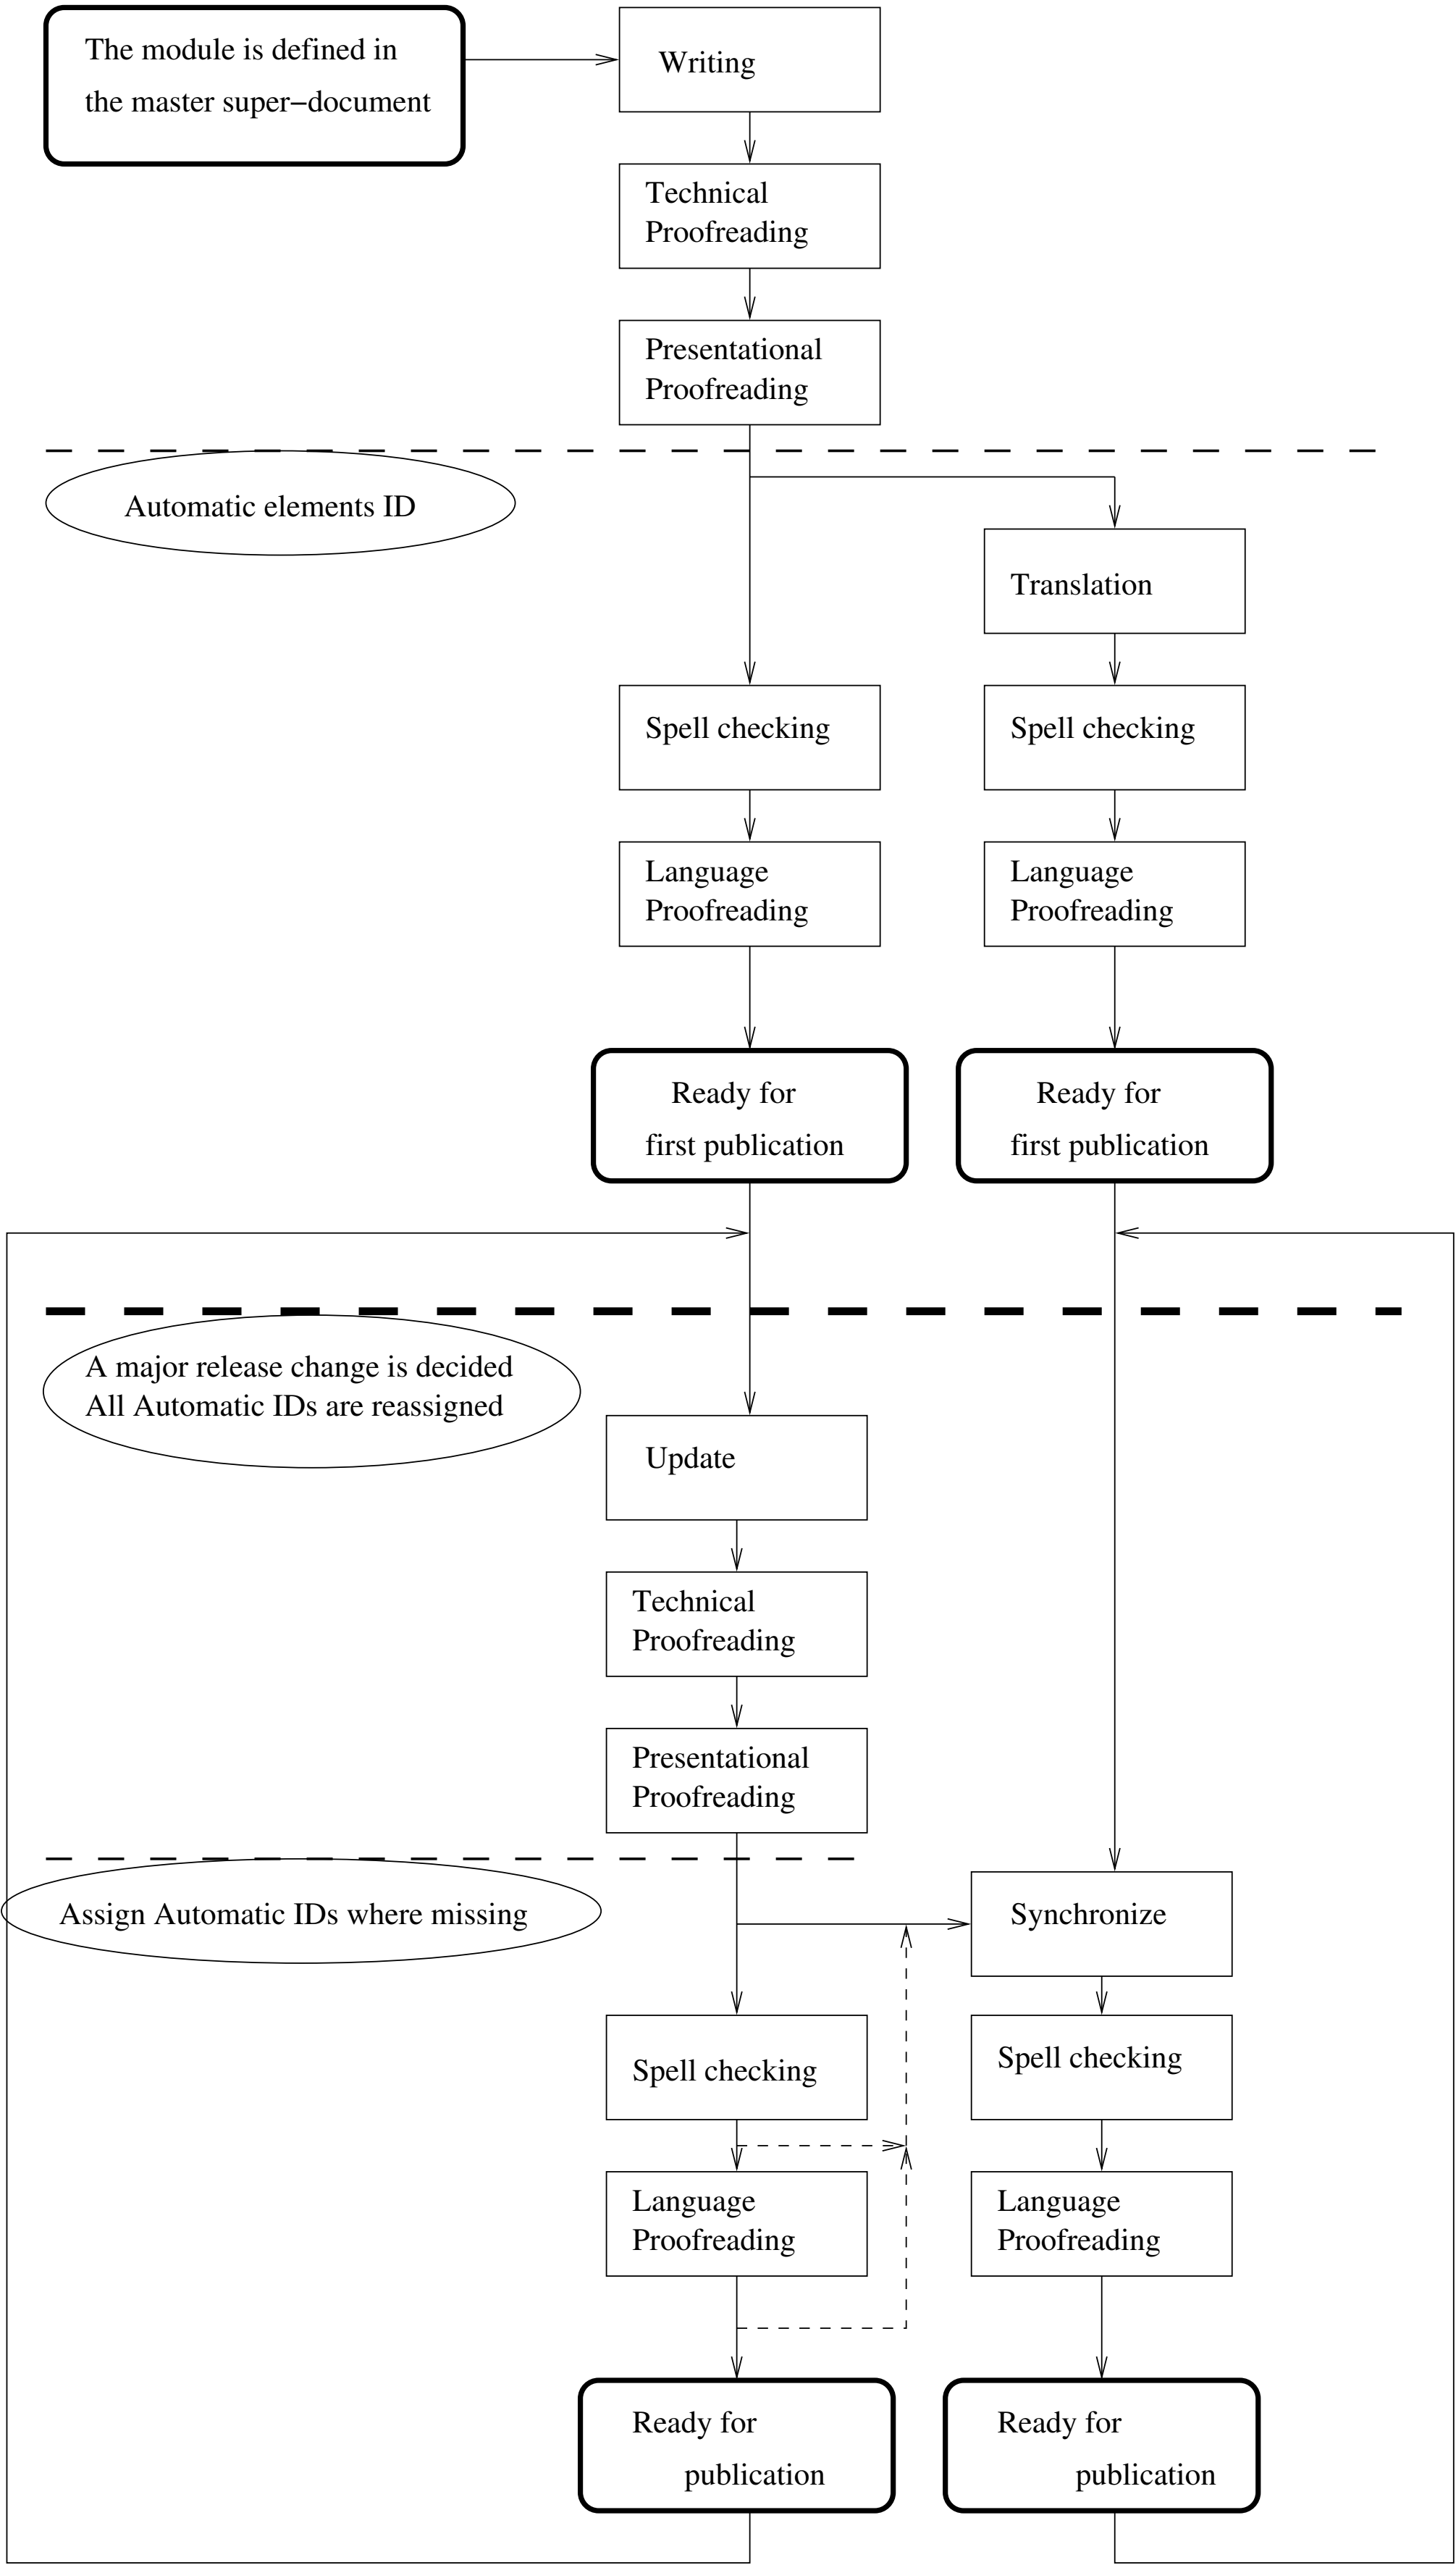 The module is defined in
the master super−document
Writing
Technical
Proofreading
Presentational
Proofreading
Automatic elements ID
Translation
Spell checking
Spell checking
Language
Proofreading
Language
Proofreading
Ready for
first publication
Ready for
first publication
A major release change is decided
All Automatic IDs are reassigned
Update
Technical
Proofreading
Presentational
Proofreading
Assign Automatic IDs where missing
Synchronize
Spell checking
Spell checking
Language
Proofreading
Language
Proofreading
Ready for
publication
Ready for
publication